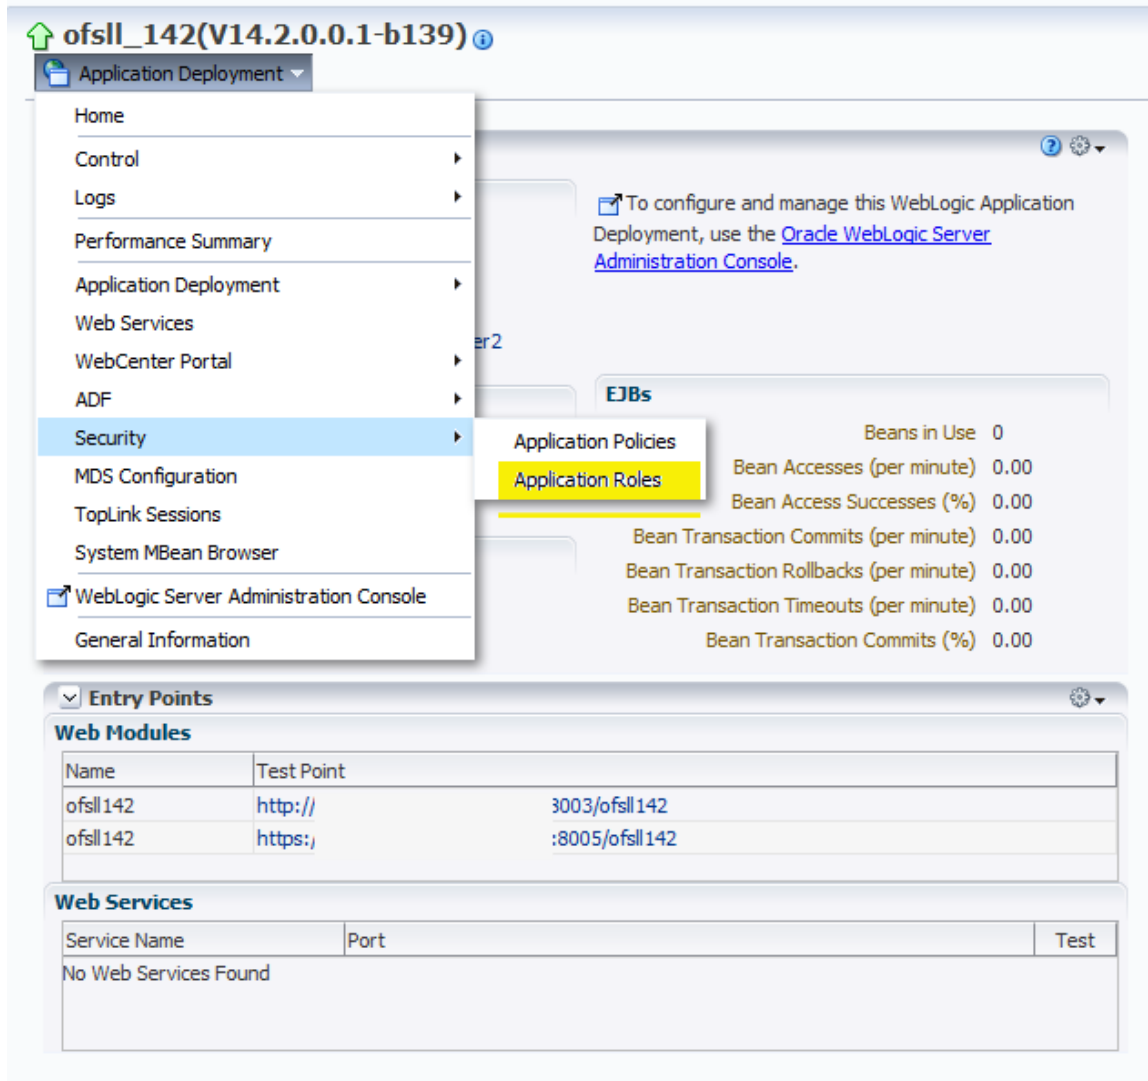 ofsll_142(V14.2.0.0.1-b139)
Application Deployment
Home
Control
Logs
Performance Summary
Application Deployment
Web Services
WebCenter Portal
ADF
Security
MDS Configuration
TopLink Sessions
System MBean Browser
WebLogic Server Administration Console
General Information
Application Policies
Application Roles
To configure and manage this WebLogic Application
Deployment, use the Oracle WebLogic Server
Administration Console.
er2
EJBs
Beans in Use 0
Bean Accesses (per minute) 0.00
Bean Access Successes (%) 0.00
Bean Transaction Commits (per minute) 0.00
Bean Transaction Rollbacks (per minute) 0.00
Bean Transaction Timeouts (per minute) 0.00
Bean Transaction Commits (%) 0.00
Entry Points
Web Modules
Name Test Point
ofsll142 http:// 8003/ofsll142
ofsll142 https:/ :8005/ofsll142
Web Services
Service Name Port Test
No Web Services Found